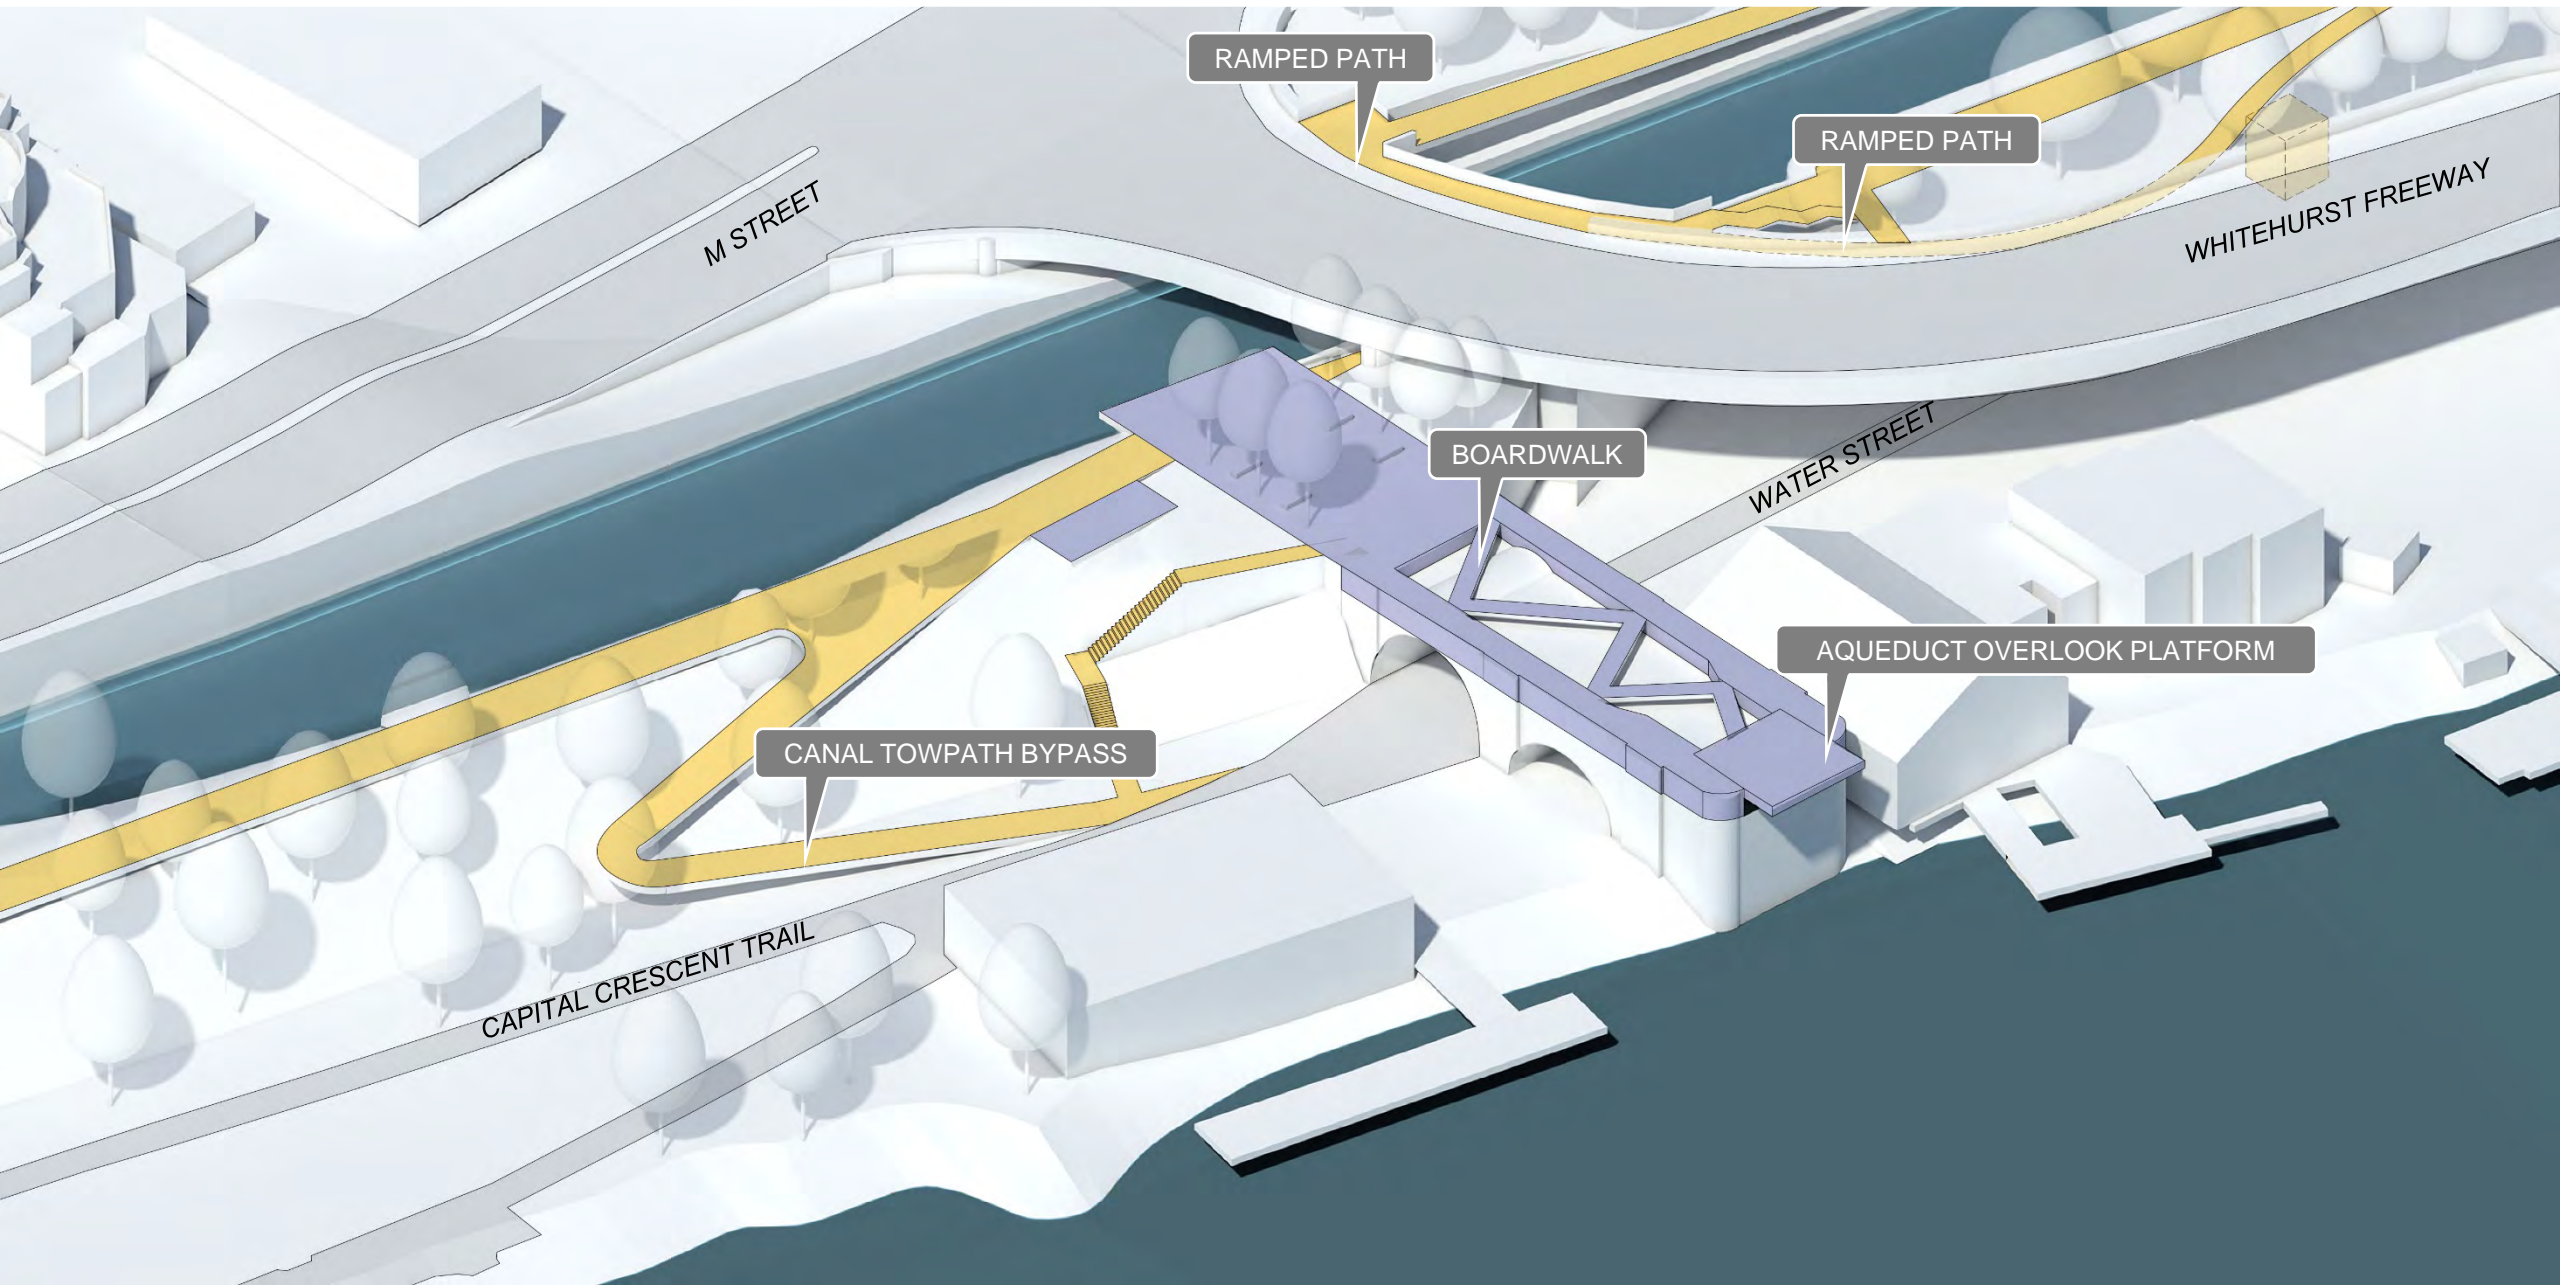 RAMPED PATH
RAMPED PATH
M STREET
WHITEHURST FREEWAY
BOARDWALK
WATER STREET
AQUEDUCT OVERLOOK PLATFORM
CANAL TOWPATH BYPASS
CAPITAL CRESCENT TRAIL